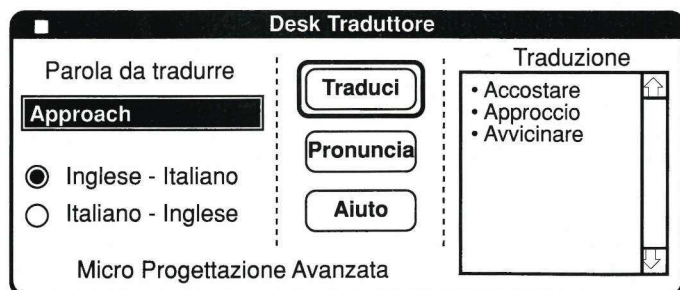 Desk Traduttore
Parola da tradurre
Approach
Inglese - Italiano
Italiano - Inglese
Micro Progettazione Avanzata
Traduci
Pronuncia
Aiuto
Traduzione
• Accostare
• Approccio
• Avvicinare